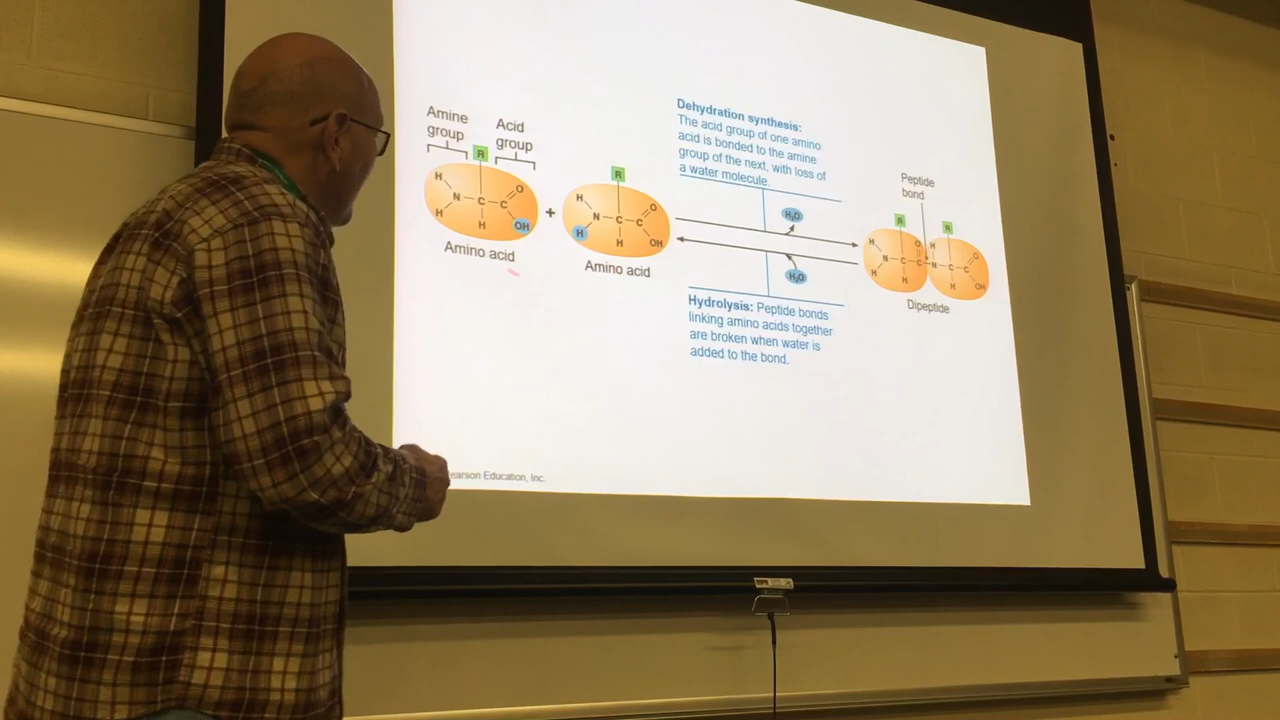 Amine
group
Acid
group
R
H
N
C
C
O
OH
H
H
Amino acid
+
R
H
N
C
C
O
OH
H
H
Amino acid
Dehydration synthesis:
The acid group of one amino
acid is bonded to the amine
group of the next, with loss of
a water molecule.
H₂O
H₂O
Hydrolysis: Peptide bonds
linking amino acids together
are broken when water is
added to the bond.
Peptide
bond
R
R
H
N
C
C
O
H
H
H
N
C
C
O
OH
H
Dipeptide
Education, Inc.